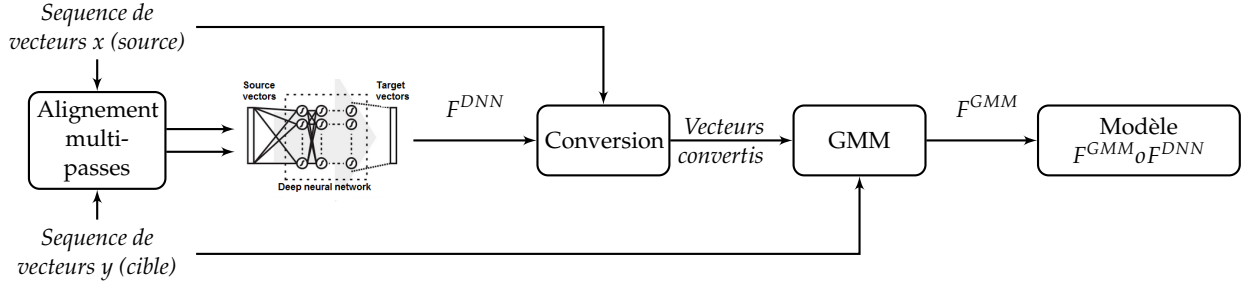 Sequence de
vecteurs x (source)
Alignement
multi-
passes
Sequence de
vecteurs y (cible)
Source
vectors
Target
vectors
Deep neural network
F^{DNN}
Conversion
Vecteurs
convertis
GMM
F^{GMM}
Modèle
F^{GMM}oF^{DNN}